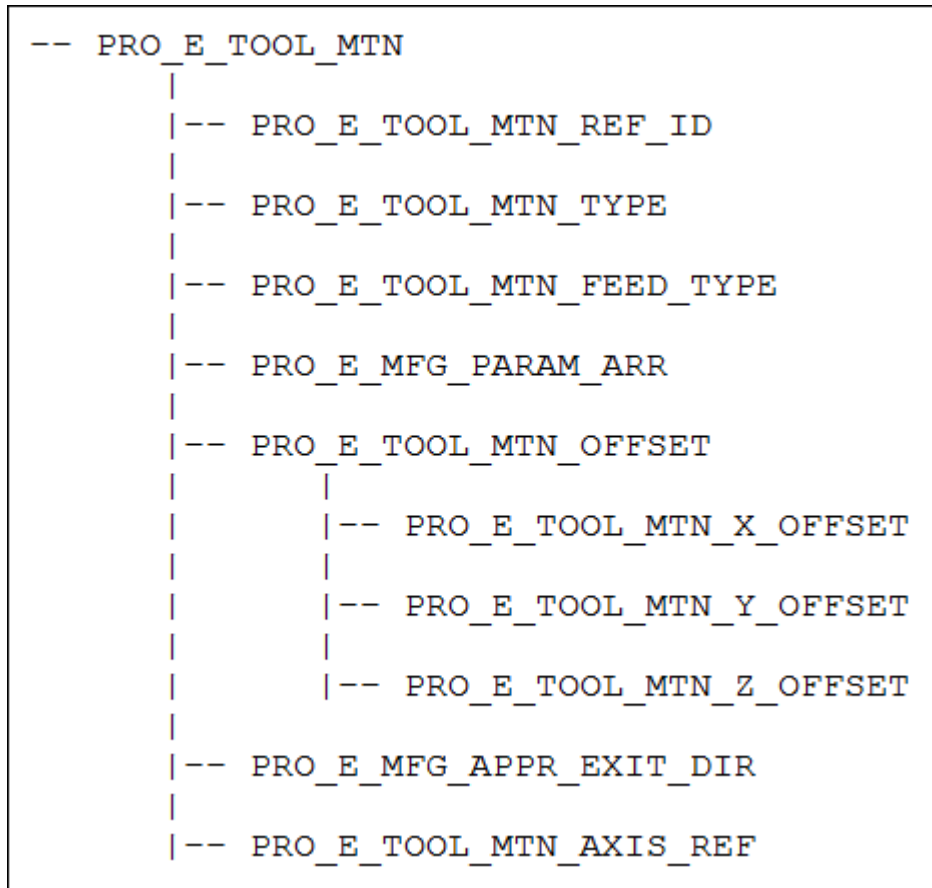 -- PRO_E_TOOL_MTN
|
|-- PRO_E_TOOL_MTN_REF_ID
|
|-- PRO_E_TOOL_MTN_TYPE
|
|-- PRO_E_TOOL_MTN_FEED_TYPE
|
|-- PRO_E_MFG_PARAM_ARR
|
|-- PRO_E_TOOL_MTN_OFFSET
| |
| |-- PRO_E_TOOL_MTN_X_OFFSET
| |
| |-- PRO_E_TOOL_MTN_Y_OFFSET
| |
| |-- PRO_E_TOOL_MTN_Z_OFFSET
|
|-- PRO_E_MFG_APPR_EXIT_DIR
|
|-- PRO_E_TOOL_MTN_AXIS_REF